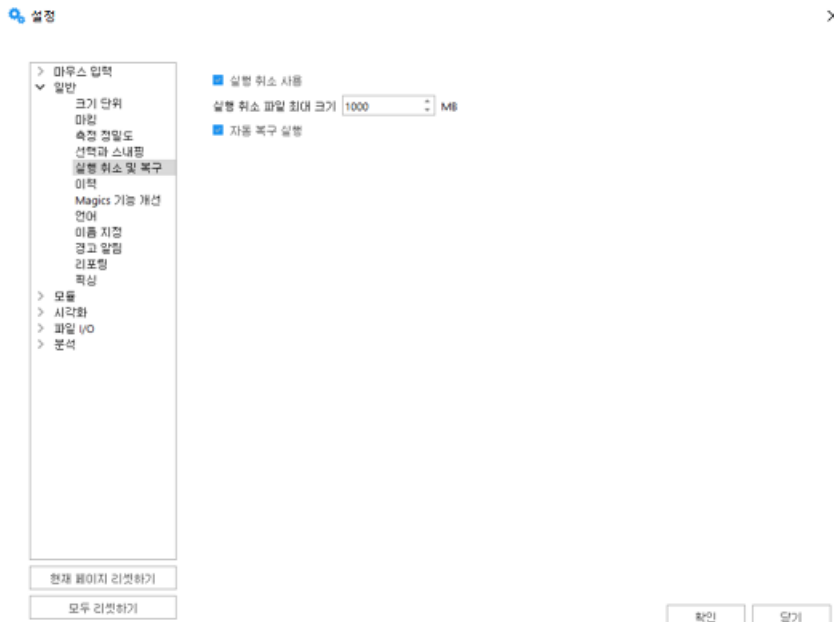 설정
마우스 입력
일반
크기 단위
마킹
측정 정밀도
선택과 스내핑
실행 취소 및 복구
이력
Magics 기능 개선
언어
이름 지정
경고 알림
리포팅
픽싱
모듈
시각화
파일 I/O
분석
실행 취소 사용
실행 취소 파일 최대 크기 1000 MB
자동 복구 실행
현재 페이지 리셋하기
모두 리셋하기
확인 닫기